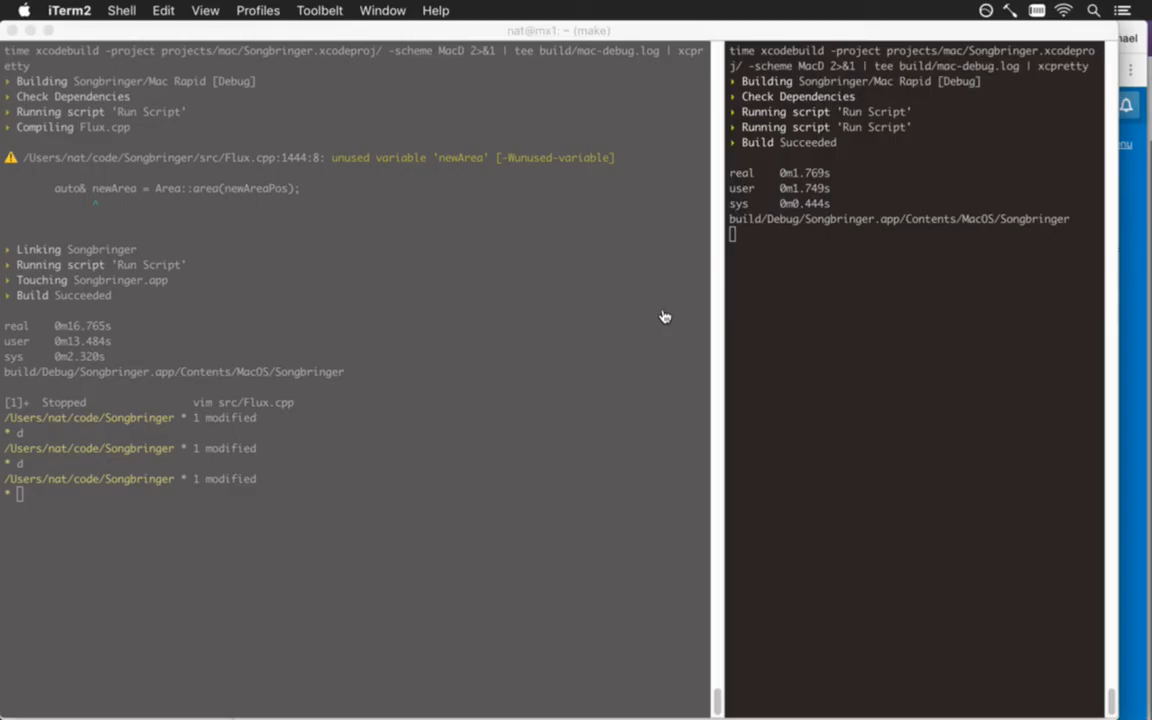 iTerm2 Shell Edit View Profiles Toolbelt Window Help
nat@mx1: ~ (make)
time xcodebuild -project projects/mac/Songbringer.xcodeproj/ -scheme MacD 2>&1 | tee build/mac-debug.log | xcpr
etty
Building Songbringer/Mac Rapid [Debug]
Check Dependencies
Running script 'Run Script'
Compiling Flux.cpp
/Users/nat/code/Songbringer/src/Flux.cpp:1444:8: unused variable 'newArea' [-Wunused-variable]
auto& newArea = Area::area(newAreaPos);
^
Linking Songbringer
Running script 'Run Script'
Touching Songbringer.app
Build Succeeded
real 0m16.765s
user 0m13.484s
sys 0m2.320s
build/Debug/Songbringer.app/Contents/MacOS/Songbringer
[1]+ Stopped vim src/Flux.cpp
/Users/nat/code/Songbringer * 1 modified
* d
/Users/nat/code/Songbringer * 1 modified
* d
/Users/nat/code/Songbringer * 1 modified
*
time xcodebuild -project projects/mac/Songbringer.xcodepro
j/ -scheme MacD 2>&1 | tee build/mac-debug.log | xcpretty
Building Songbringer/Mac Rapid [Debug]
Check Dependencies
Running script 'Run Script'
Running script 'Run Script'
Build Succeeded
real 0m1.769s
user 0m1.749s
sys 0m0.444s
build/Debug/Songbringer.app/Contents/MacOS/Songbringer
ael
nu